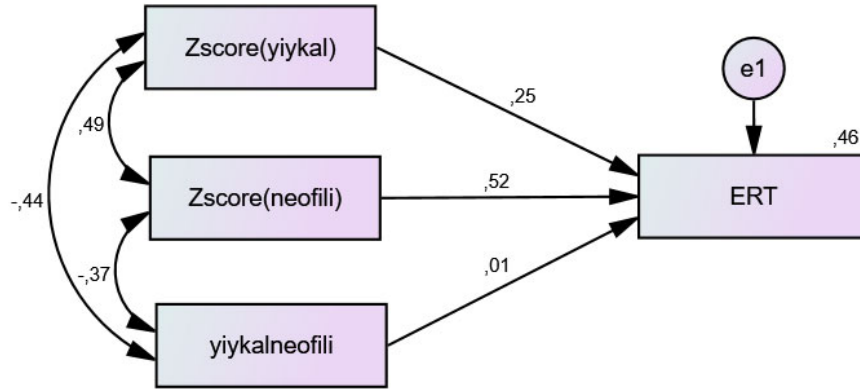 Zscore(yiykal)
e1
,25
,49
,46
Zscore(neofili)
,52
ERT
-,44
-,37
,01
yiykalneofili